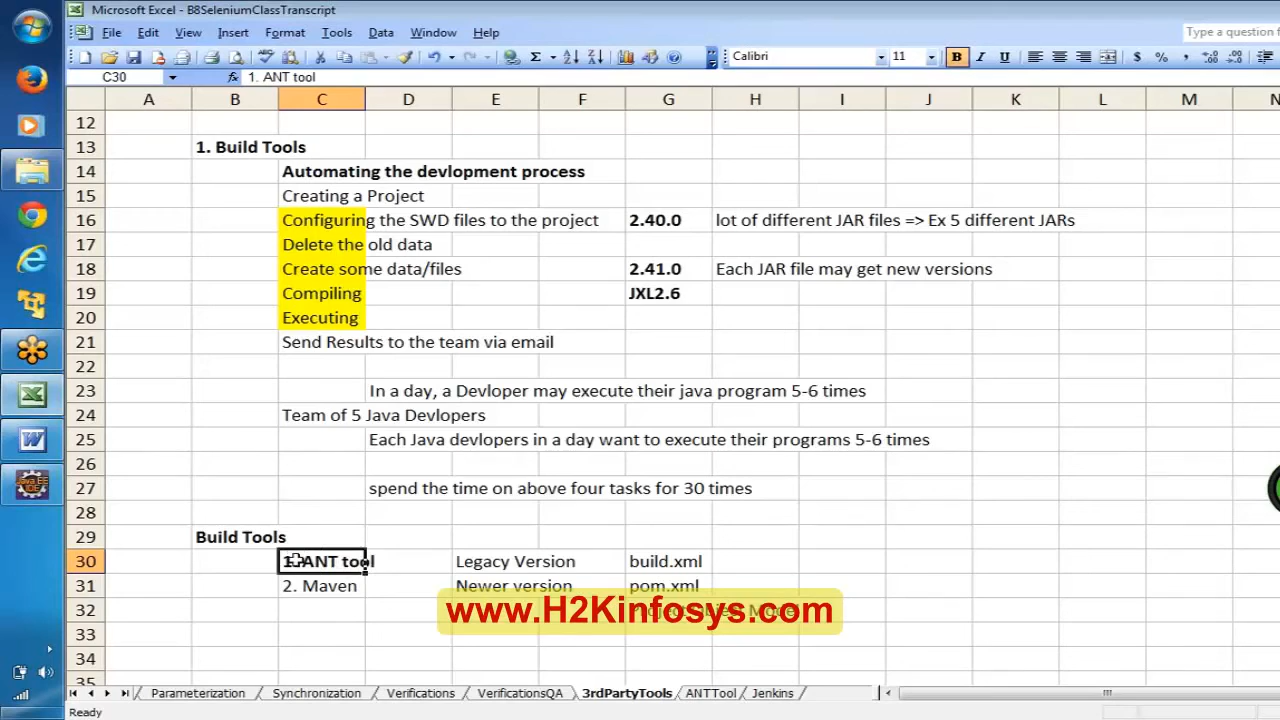 Microsoft Excel - B8SeleniumClassTranscript
File Edit View Insert Format Tools Data Window Help
Type a question f
Calibri 11 B I U $ % ,
C30 fx 1. ANT tool
A B C D E F G H I J K L M N
12
13 1. Build Tools
14 Automating the devlopment process
15 Creating a Project
16 Configuring the SWD files to the project 2.40.0 lot of different JAR files => Ex 5 different JARs
17 Delete the old data
18 Create some data/files 2.41.0 Each JAR file may get new versions
19 Compiling JXL2.6
20 Executing
21 Send Results to the team via email
22
23 In a day, a Devloper may execute their java program 5-6 times
24 Team of 5 Java Devlopers
25 Each Java devlopers in a day want to execute their programs 5-6 times
26
27 spend the time on above four tasks for 30 times
28
29 Build Tools
30 1. ANT tool Legacy Version build.xml
31 2. Maven Newer version pom.xml
32
www.H2Kinfosys.com
33
34
35
Parameterization Synchronization Verifications VerificationsQA 3rdPartyTools ANTTool Jenkins
Ready